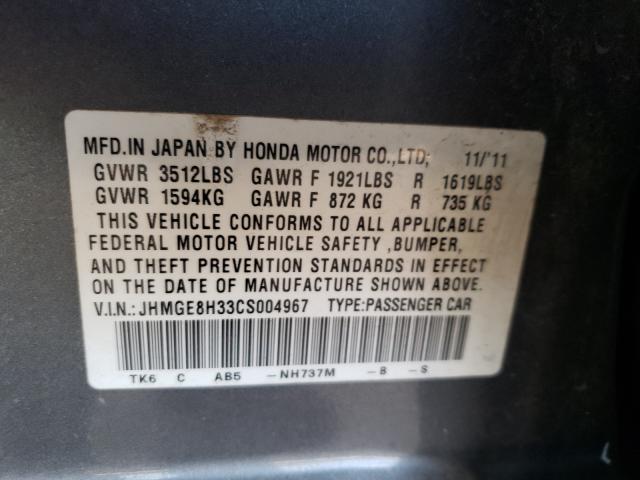 MFD.IN JAPAN BY HONDA MOTOR CO.,LTD; 11/'11
GVWR 3512LBS GAWR F 1921LBS R 1619LBS
GVWR 1594KG GAWR F 872 KG R 735 KG
THIS VEHICLE CONFORMS TO ALL APPLICABLE
FEDERAL MOTOR VEHICLE SAFETY ,BUMPER,
AND THEFT PREVENTION STANDARDS IN EFFECT
ON THE DATE OF MANUFACTURE SHOWN ABOVE.
V.I.N.:JHMGE8H33CS004967 TYPE:PASSENGER CAR
TK6 C AB5 -NH737M -B -S